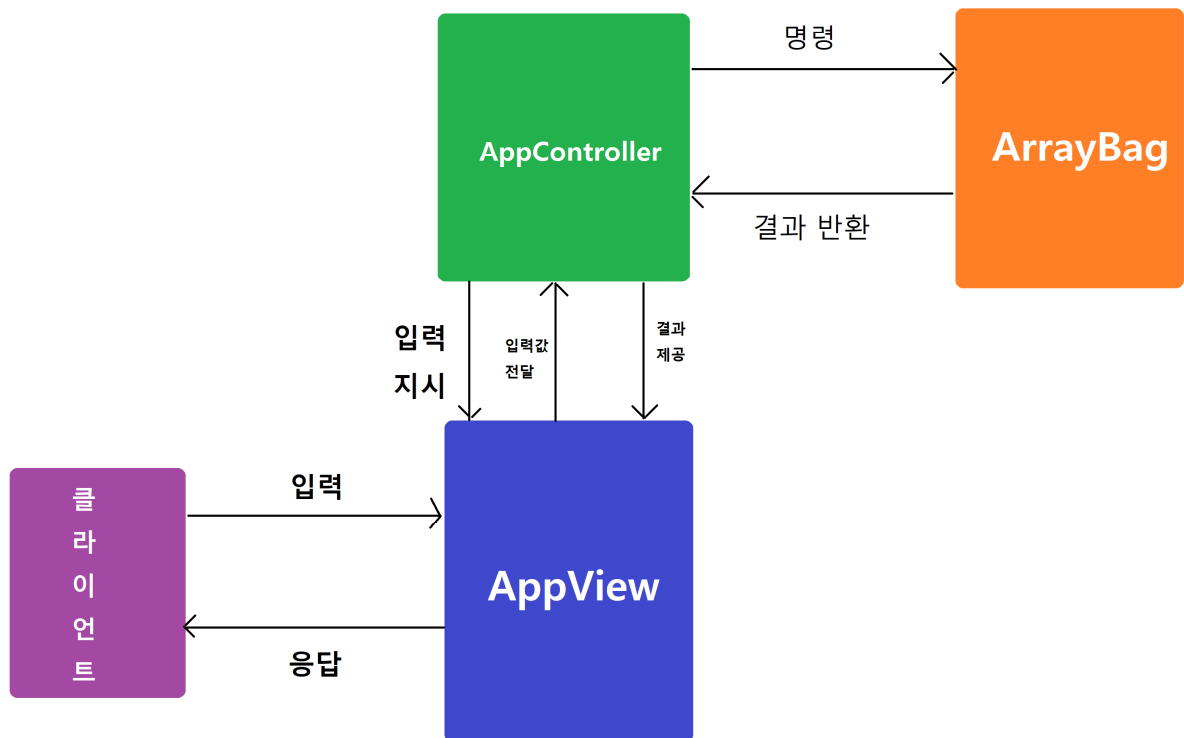 명령
AppController
ArrayBag
결과 반환
입력
지시
입력값
전달
결과
제공
클
라
이
언
트
입력
AppView
응답